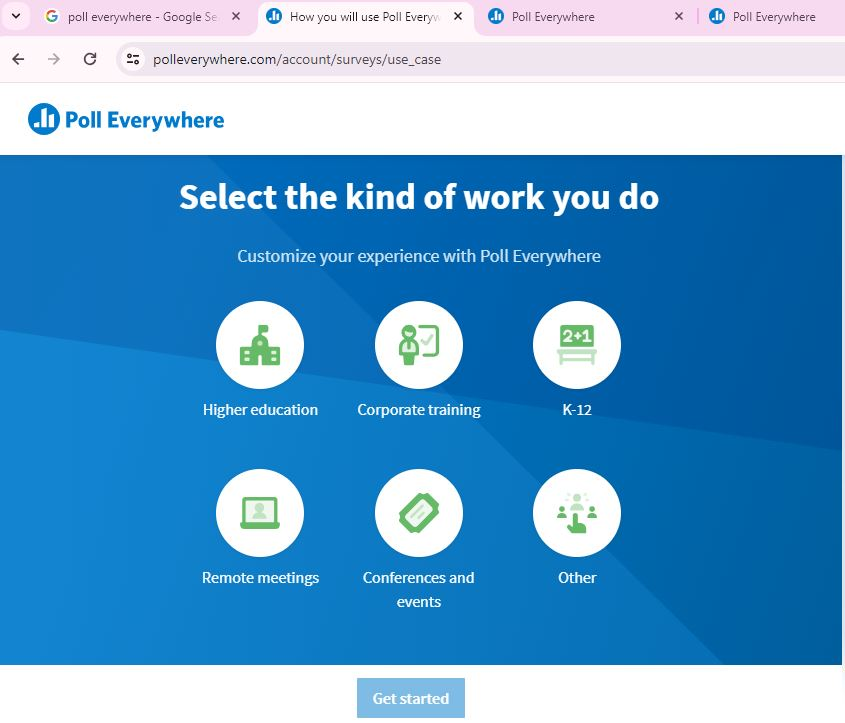 poll everywhere - Google Se
How you will use Poll Everyw
Poll Everywhere
Poll Everywhere
polleverywhere.com/account/surveys/use_case
Poll Everywhere
Select the kind of work you do
Customize your experience with Poll Everywhere
2+1
Higher education
Corporate training
K-12
Remote meetings
Conferences and
events
Other
Get started